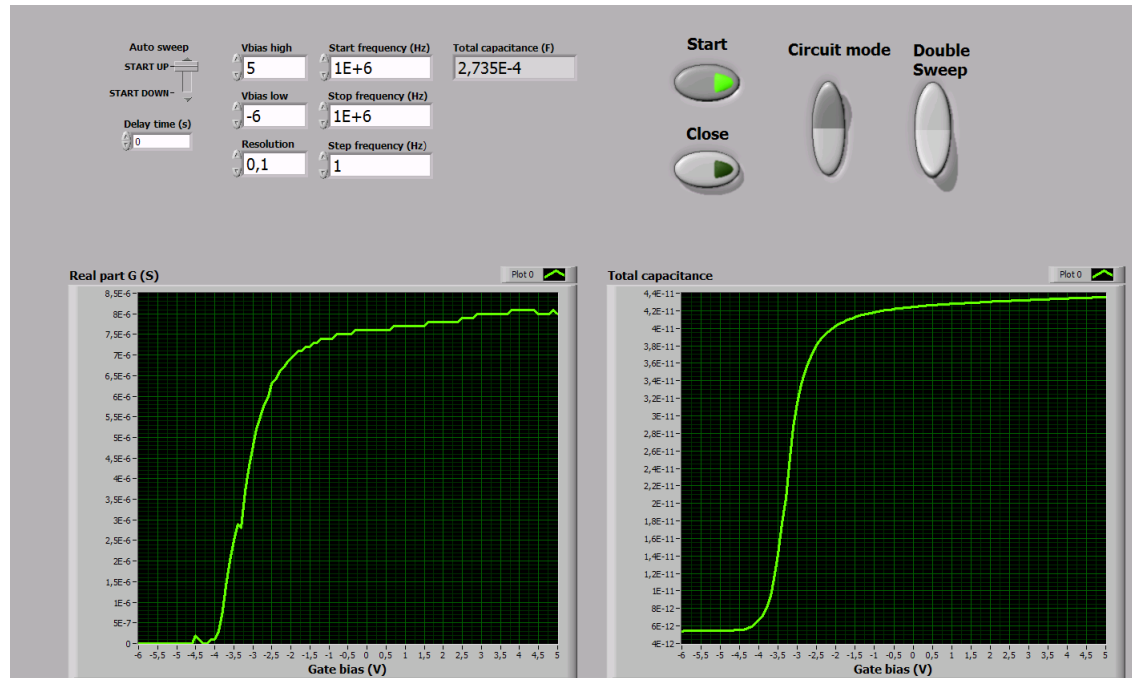 Auto sweep
START UP
START DOWN
Delay time (s)
0
Vbias high
5
Vbias low
-6
Resolution
0,1
Start frequency (Hz)
1E+6
Stop frequency (Hz)
1E+6
Step frequency (Hz)
1
Total capacitance (F)
2,735E-4
Start
Close
Circuit mode
Double
Sweep
Real part G (S)
Plot 0
8,5E-6
8E-6
7,5E-6
7E-6
6,5E-6
6E-6
5,5E-6
5E-6
4,5E-6
4E-6
3,5E-6
3E-6
2,5E-6
2E-6
1,5E-6
1E-6
5E-7
0
-6 -5,5 -5 -4,5 -4 -3,5 -3 -2,5 -2 -1,5 -1 -0,5 0 0,5 1 1,5 2 2,5 3 3,5 4 4,5 5
Gate bias (V)
Total capacitance
Plot 0
4,4E-11
4,2E-11
4E-11
3,8E-11
3,6E-11
3,4E-11
3,2E-11
3E-11
2,8E-11
2,6E-11
2,4E-11
2,2E-11
2E-11
1,8E-11
1,6E-11
1,4E-11
1,2E-11
1E-11
8E-12
6E-12
4E-12
-6 -5,5 -5 -4,5 -4 -3,5 -3 -2,5 -2 -1,5 -1 -0,5 0 0,5 1 1,5 2 2,5 3 3,5 4 4,5 5
Gate bias (V)